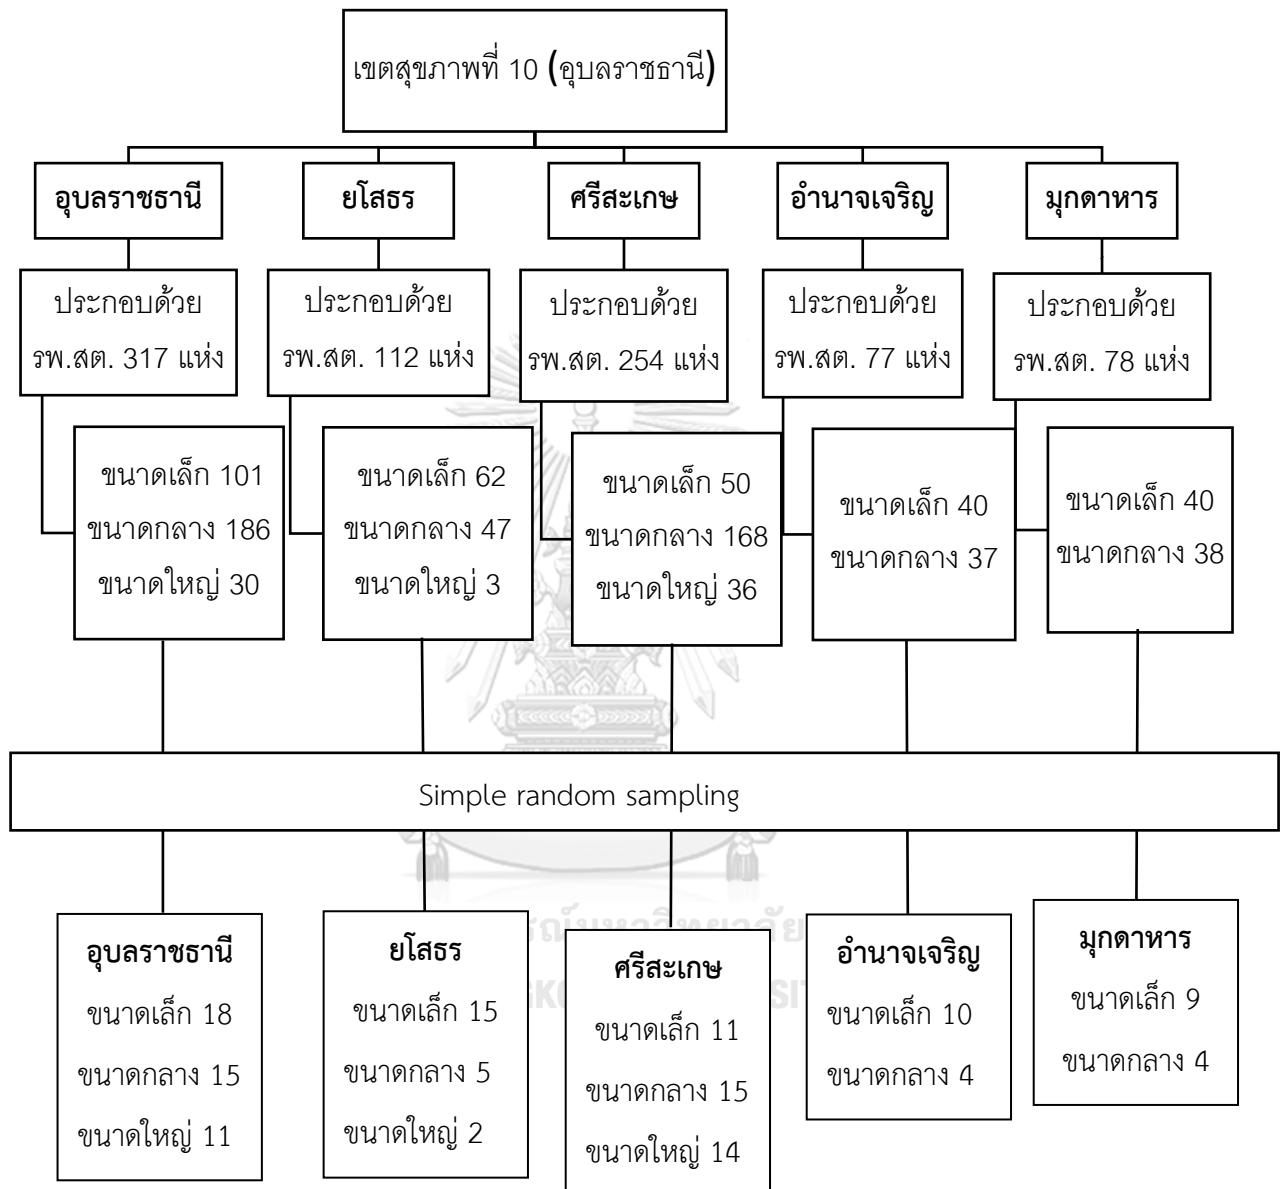 เขตสุขภาพที่ 10 (อุบลราชธานี)
อุบลราชธานี
ยโสธร
ศรีสะเกษ
อำนาจเจริญ
มุกดาหาร
ประกอบด้วย
รพ.สต. 317 แห่ง
ประกอบด้วย
รพ.สต. 112 แห่ง
ประกอบด้วย
รพ.สต. 254 แห่ง
ประกอบด้วย
รพ.สต. 77 แห่ง
ประกอบด้วย
รพ.สต. 78 แห่ง
ขนาดเล็ก 101
ขนาดกลาง 186
ขนาดใหญ่ 30
ขนาดเล็ก 62
ขนาดกลาง 47
ขนาดใหญ่ 3
ขนาดเล็ก 50
ขนาดกลาง 168
ขนาดใหญ่ 36
ขนาดเล็ก 40
ขนาดกลาง 37
ขนาดเล็ก 40
ขนาดกลาง 38
Simple random sampling
อุบลราชธานี
ขนาดเล็ก 18
ขนาดกลาง 15
ขนาดใหญ่ 11
ยโสธร
ขนาดเล็ก 15
ขนาดกลาง 5
ขนาดใหญ่ 2
ศรีสะเกษ
ขนาดเล็ก 11
ขนาดกลาง 15
ขนาดใหญ่ 14
อำนาจเจริญ
ขนาดเล็ก 10
ขนาดกลาง 4
มุกดาหาร
ขนาดเล็ก 9
ขนาดกลาง 4